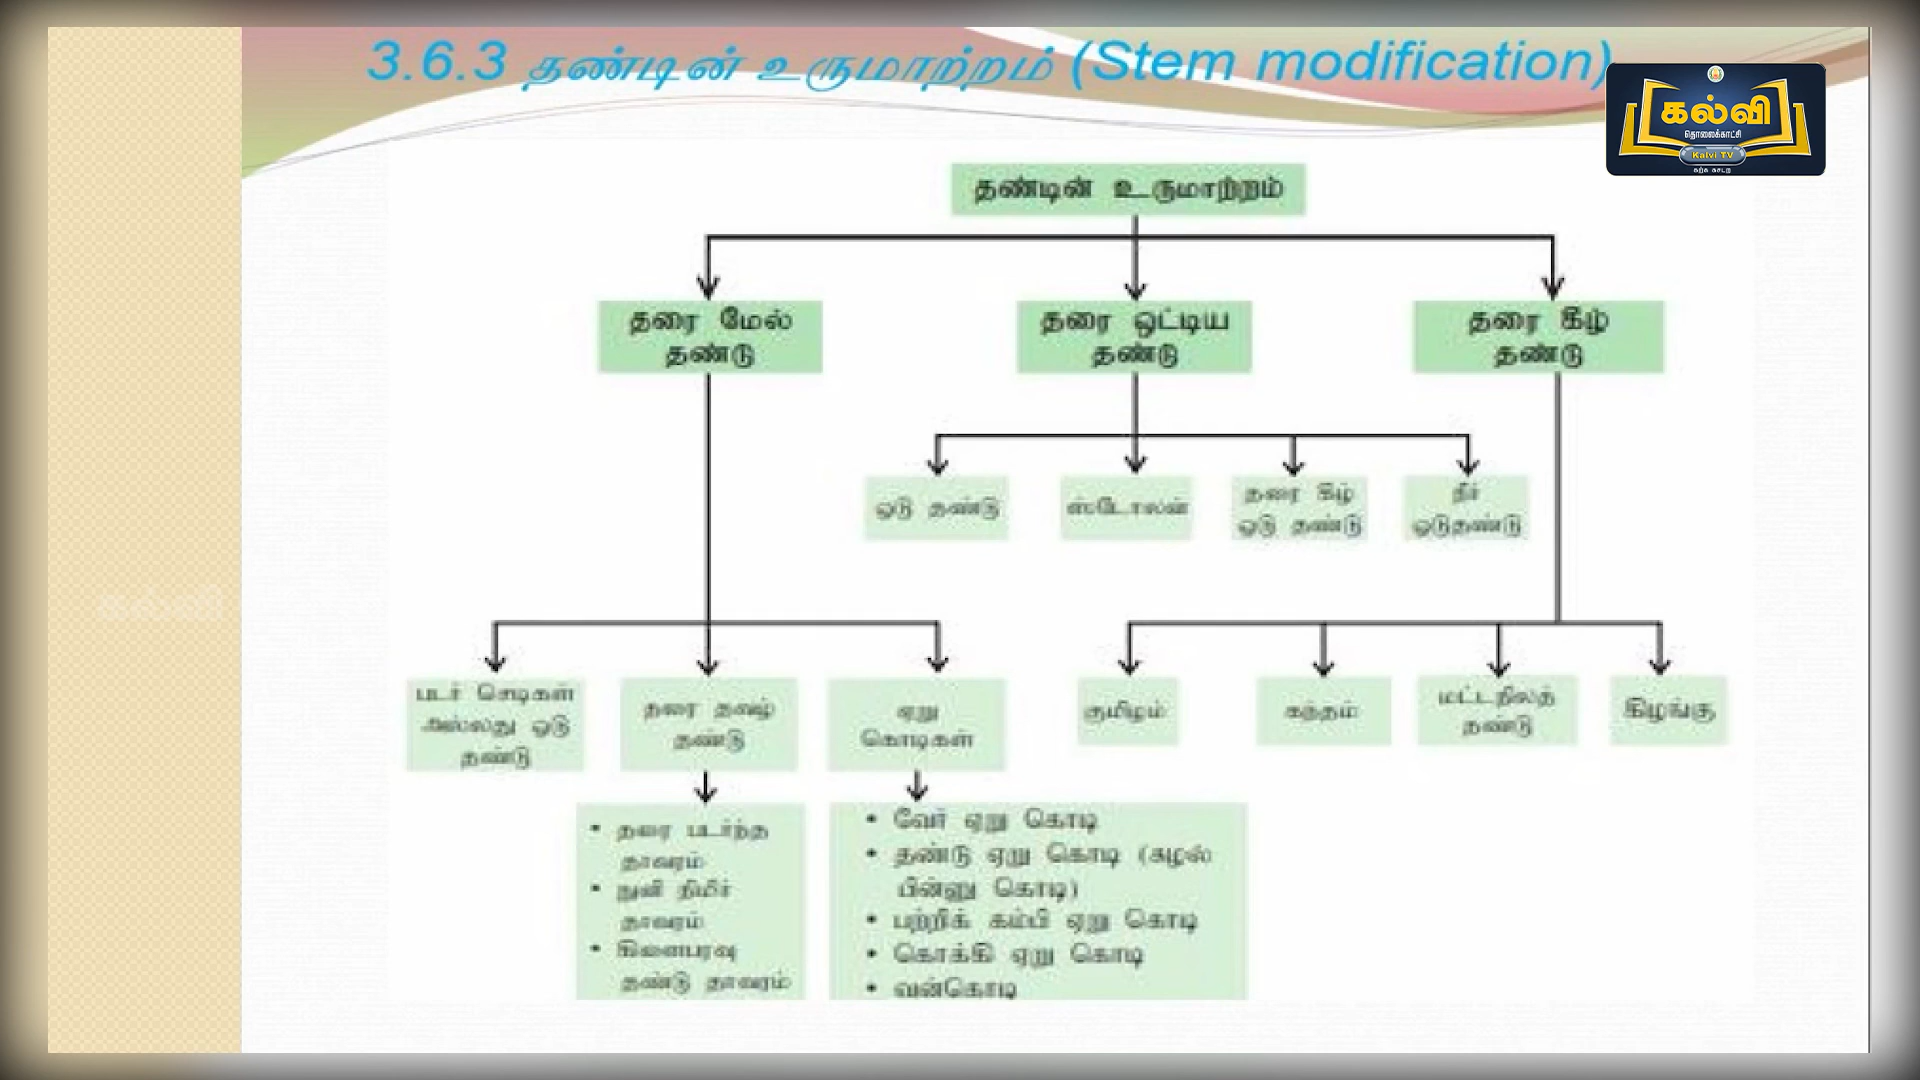 3.6.3 தண்டின் உருமாற்றம் (Stem modification)
கல்வி
தொலைக்காட்சி
Kalvi TV
கற்க கசடற
தண்டின் உருமாற்றம்
தரை மேல்
தண்டு
தரை ஒட்டிய
தண்டு
தரை கீழ்
தண்டு
ஓடு தண்டு
ஸ்டோலன்
தரை கீழ்
ஓடு தண்டு
நீர்
ஓடுதண்டு
படர் செடிகள்
அல்லது ஓடு
தண்டு
தரை தவழ்
தண்டு
ஏறு
கொடிகள்
குமிழம்
கந்தம்
மட்டநிலத்
தண்டு
கிழங்கு
• தரை படர்ந்த
தாவரம்
• நுனி நிமிர்
தாவரம்
• கிளைபரவு
தண்டு தாவரம்
• வேர் ஏறு கொடி
• தண்டு ஏறு கொடி (சுழல்
பின்னு கொடி)
• பற்றிக் கம்பி ஏறு கொடி
• கொக்கி ஏறு கொடி
• வன்கொடி
கல்வி